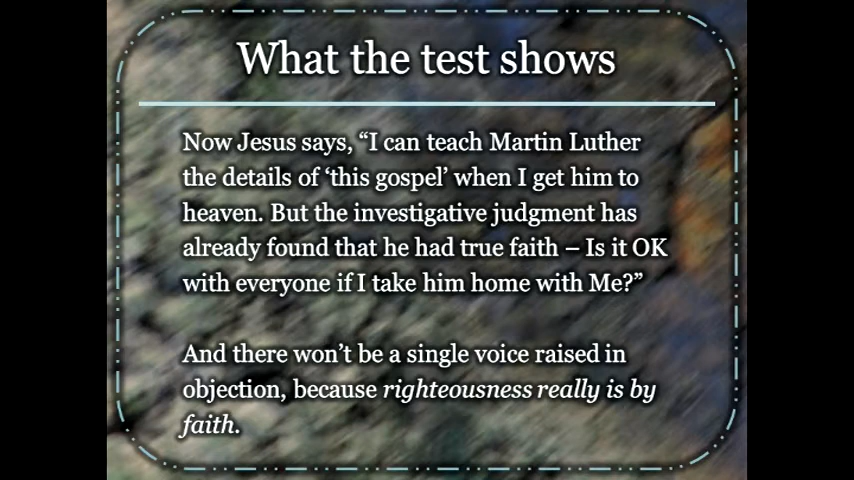 What the test shows
Now Jesus says, “I can teach Martin Luther
the details of ‘this gospel’ when I get him to
heaven. But the investigative judgment has
already found that he had true faith – Is it OK
with everyone if I take him home with Me?”
And there won’t be a single voice raised in
objection, because righteousness really is by
faith.